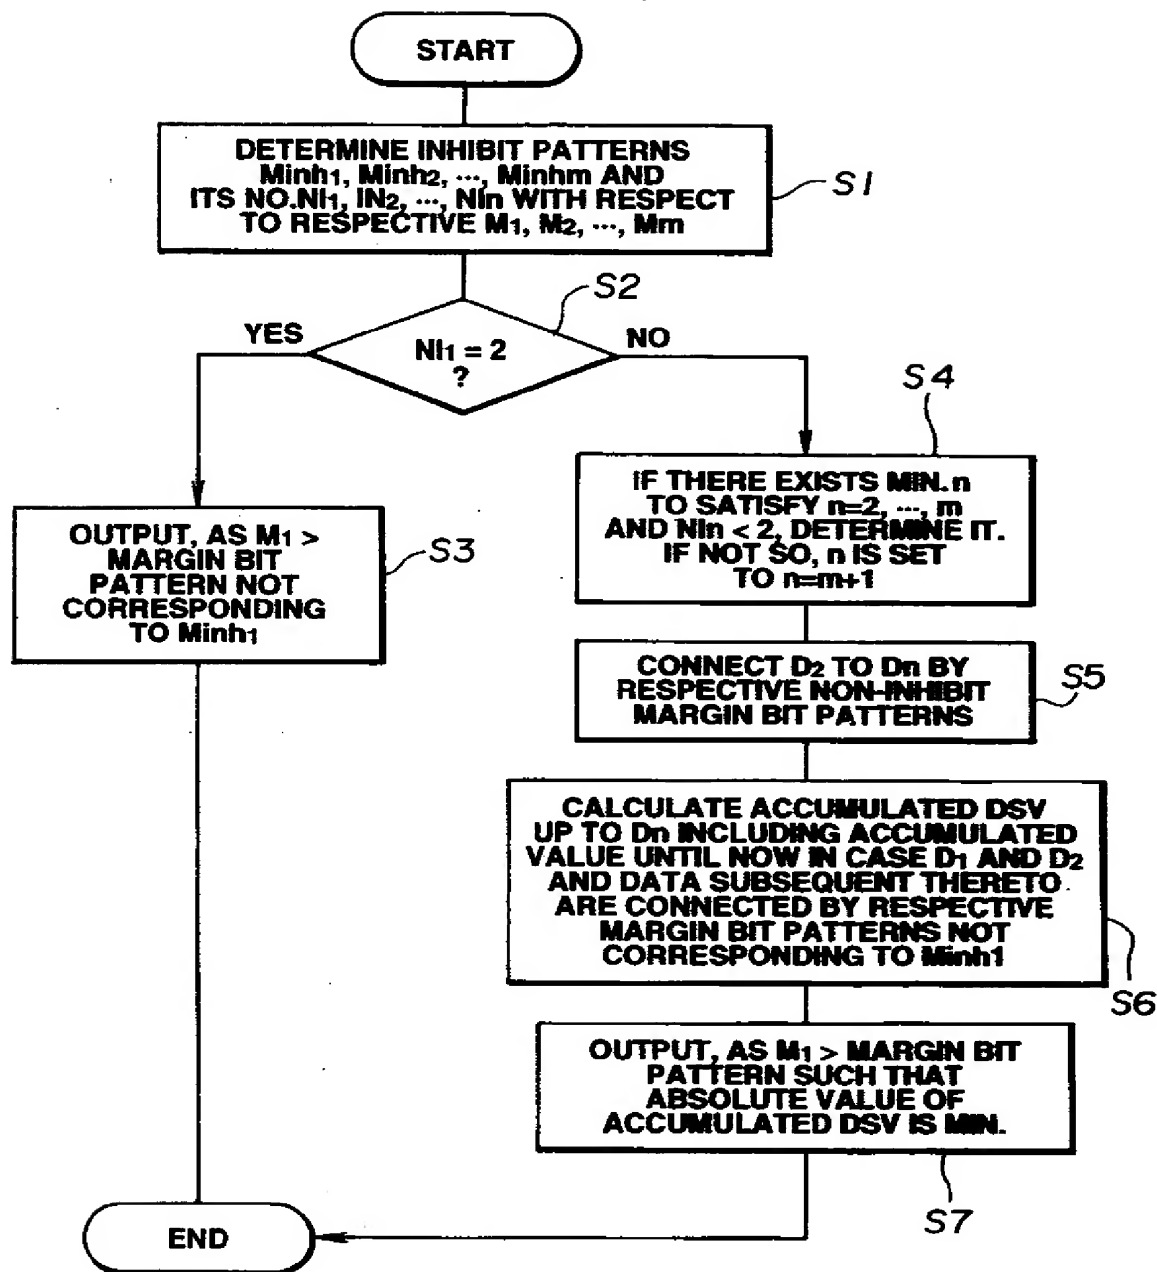 START
DETERMINE INHIBIT PATTERNS
Minh1, Minh2, ···, Minhm AND
ITS NO.NI1, IN2, ···, NIn WITH RESPECT
TO RESPECTIVE M1, M2, ···, Mm
S1
S2
YES
NO
NI1 = 2
?
S4
IF THERE EXISTS MIN.n
TO SATISFY n=2, ···, m
AND NIn < 2, DETERMINE IT.
IF NOT SO, n IS SET
TO n=m+1
OUTPUT, AS M1 >
MARGIN BIT
PATTERN NOT
CORRESPONDING
TO Minh1
S3
CONNECT D2 TO Dn BY
RESPECTIVE NON-INHIBIT
MARGIN BIT PATTERNS
S5
CALCULATE ACCUMULATED DSV
UP TO Dn INCLUDING ACCUMULATED
VALUE UNTIL NOW IN CASE D1 AND D2
AND DATA SUBSEQUENT THERETO
ARE CONNECTED BY RESPECTIVE
MARGIN BIT PATTERNS NOT
CORRESPONDING TO Minh1
S6
OUTPUT, AS M1 > MARGIN BIT
PATTERN SUCH THAT
ABSOLUTE VALUE OF
ACCUMULATED DSV IS MIN.
S7
END